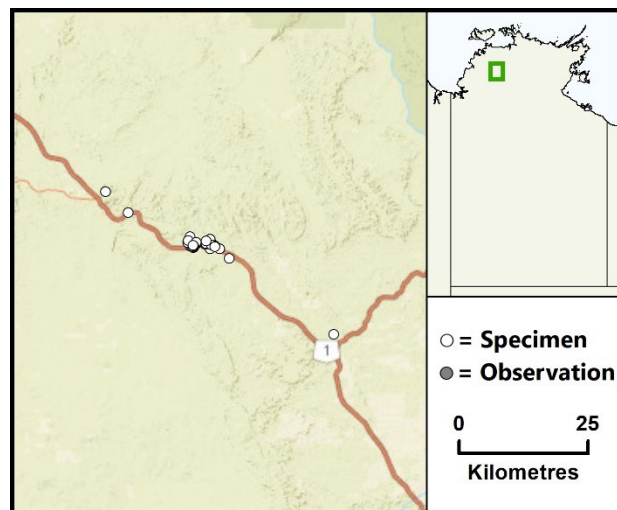 1
○ = Specimen
● = Observation
0 25
Kilometres